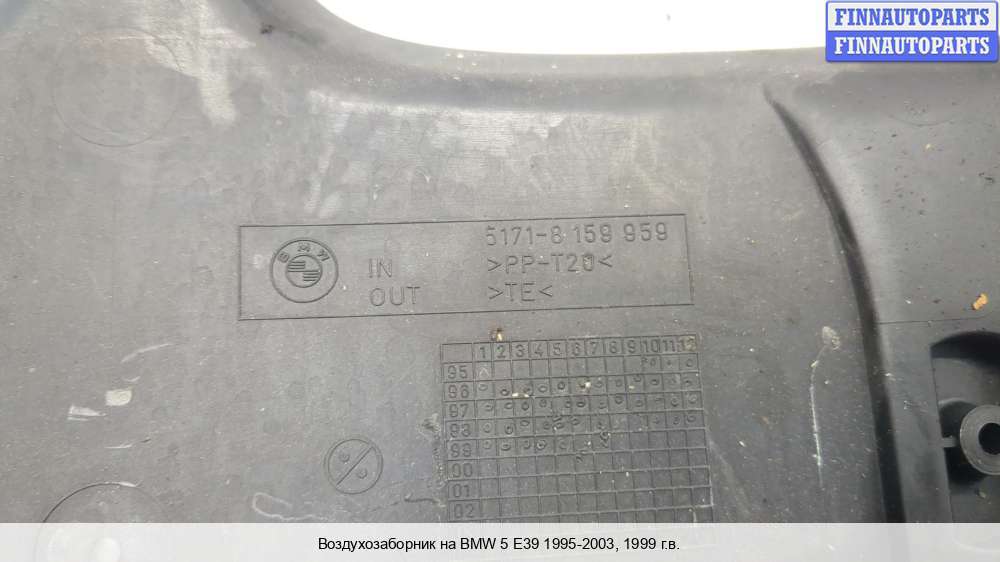 FINNAUTOPARTS
FINNAUTOPARTS
5171-8 159 959
BMW
IN >PP-T20<
OUT >TE<
1 2 3 4 5 6 7 8 9 10 11 12
95
96
97
98
99
00
01
02
Воздухозаборник на BMW 5 E39 1995-2003, 1999 г.в.